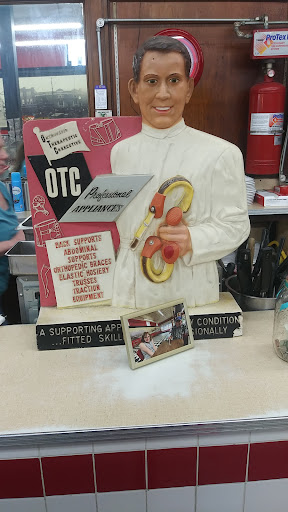 ProTex
OTC
Professional
APPLIANCES
BACK SUPPORTS
ABDOMINAL
SUPPORTS
ORTHOPEDIC BRACES
ELASTIC HOSIERY
TRUSSES
TRACTION
EQUIPMENT
A SUPPORTING APP CONDITION
...FITTED SKILL IONALLY